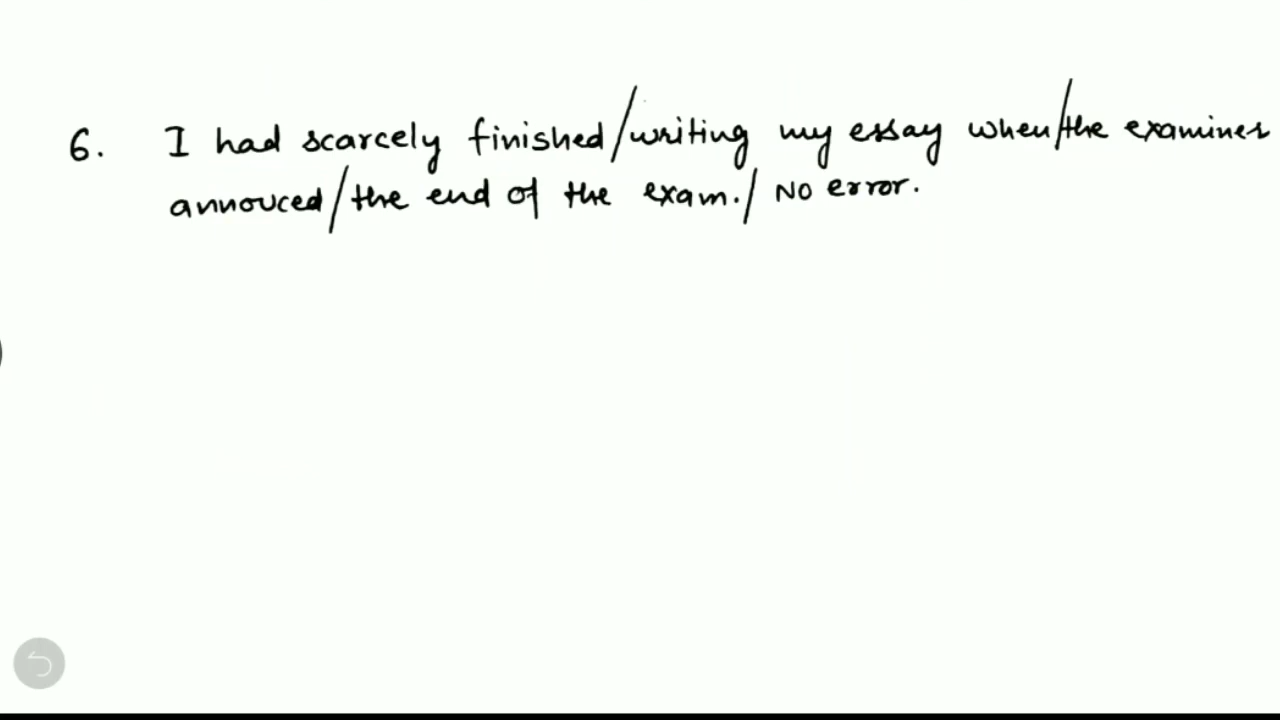 6. I had scarcely finished/writing my essay when/the examiner
annouced/the end of the exam./ NO error.